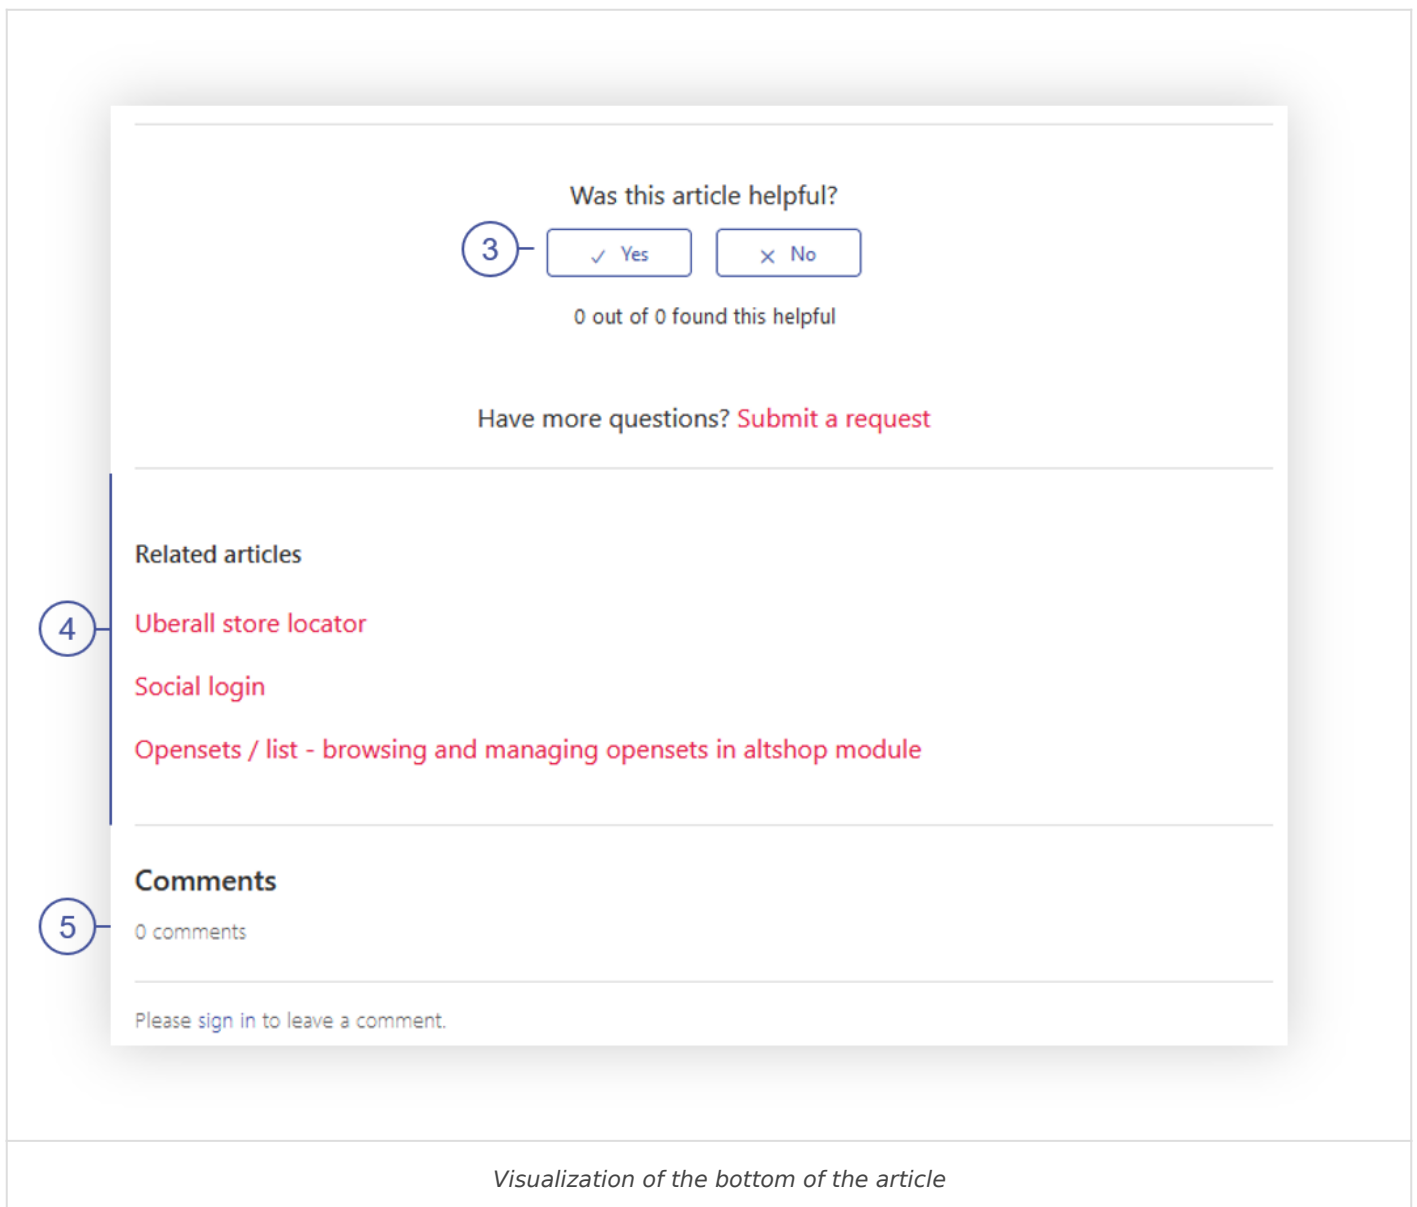 Was this article helpful?
3 Yes No
0 out of 0 found this helpful
Have more questions? Submit a request
Related articles
4 Uberall store locator
Social login
Opensets / list - browsing and managing opensets in altshop module
Comments
5 0 comments
Please sign in to leave a comment.
Visualization of the bottom of the article